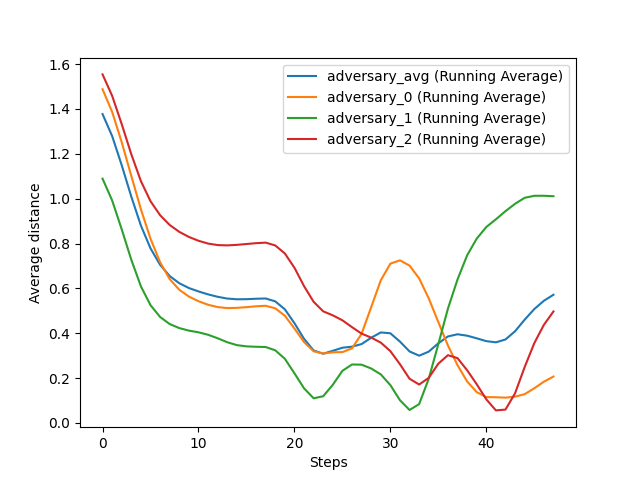 adversary_avg (Running Average)
adversary_0 (Running Average)
adversary_1 (Running Average)
adversary_2 (Running Average)
Average distance
1.6
1.4
1.2
1.0
0.8
0.6
0.4
0.2
0.0
0 10 20 30 40
Steps